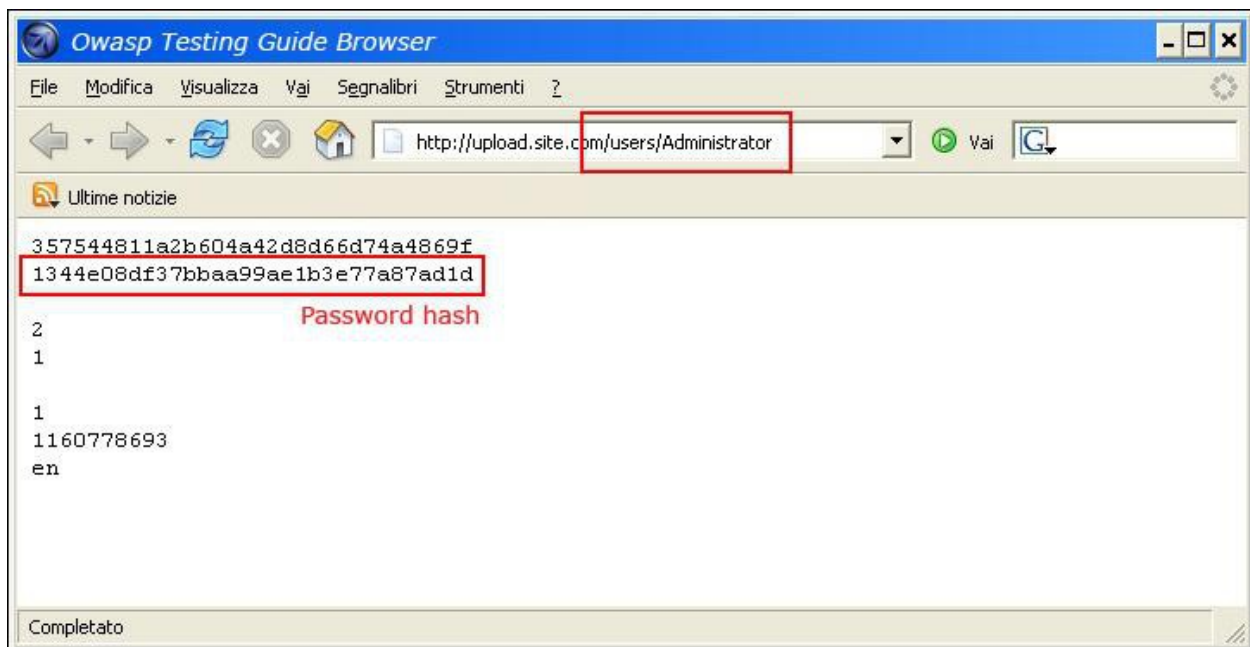 Owasp Testing Guide Browser
File Modifica Visualizza Vai Segnalibri Strumenti ?
http://upload.site.com/users/Administrator Vai G
Ultime notizie
357544811a2b604a42d8d66d74a4869f
1344e08df37bbaa99ae1b3e77a87ad1d
Password hash
2
1
1
1160778693
en
Completato